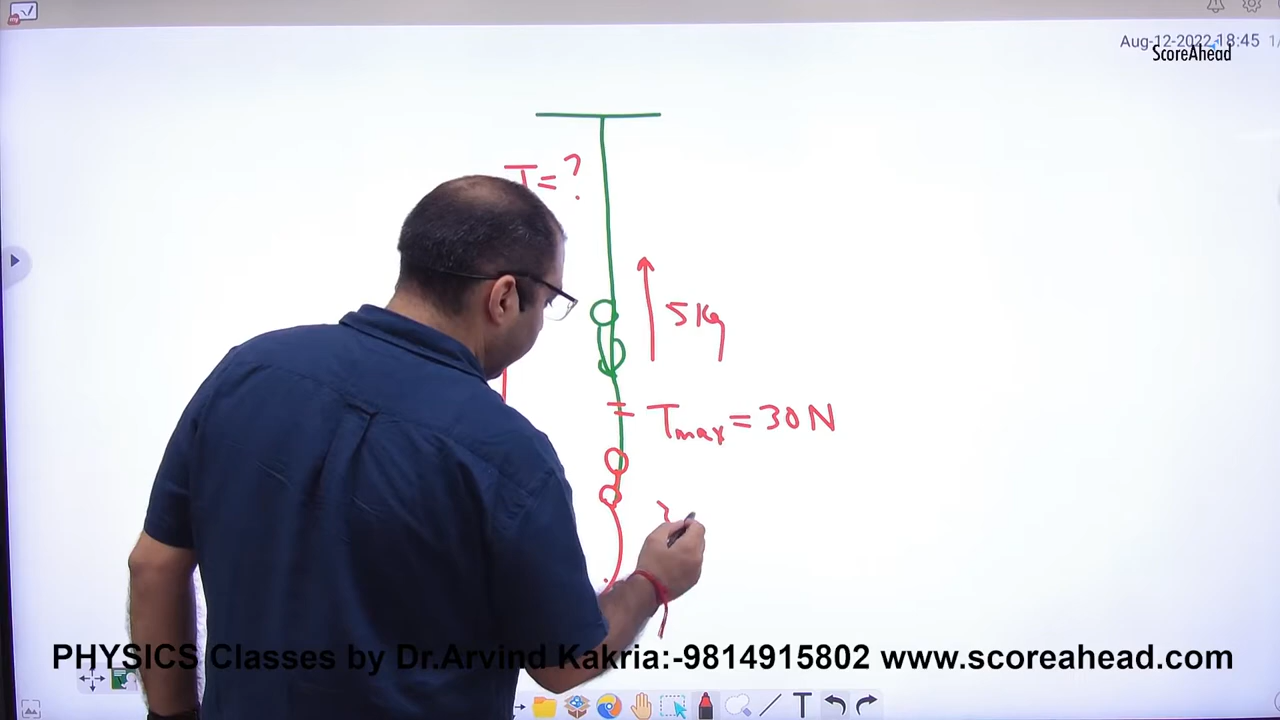 Aug-12-2022 18:45 1/
ScoreAhead
T = ?
5 Kg
Tmax = 30 N
PHYSICS Classes by Dr.Arvind Kakria:-9814915802 www.scoreahead.com
T